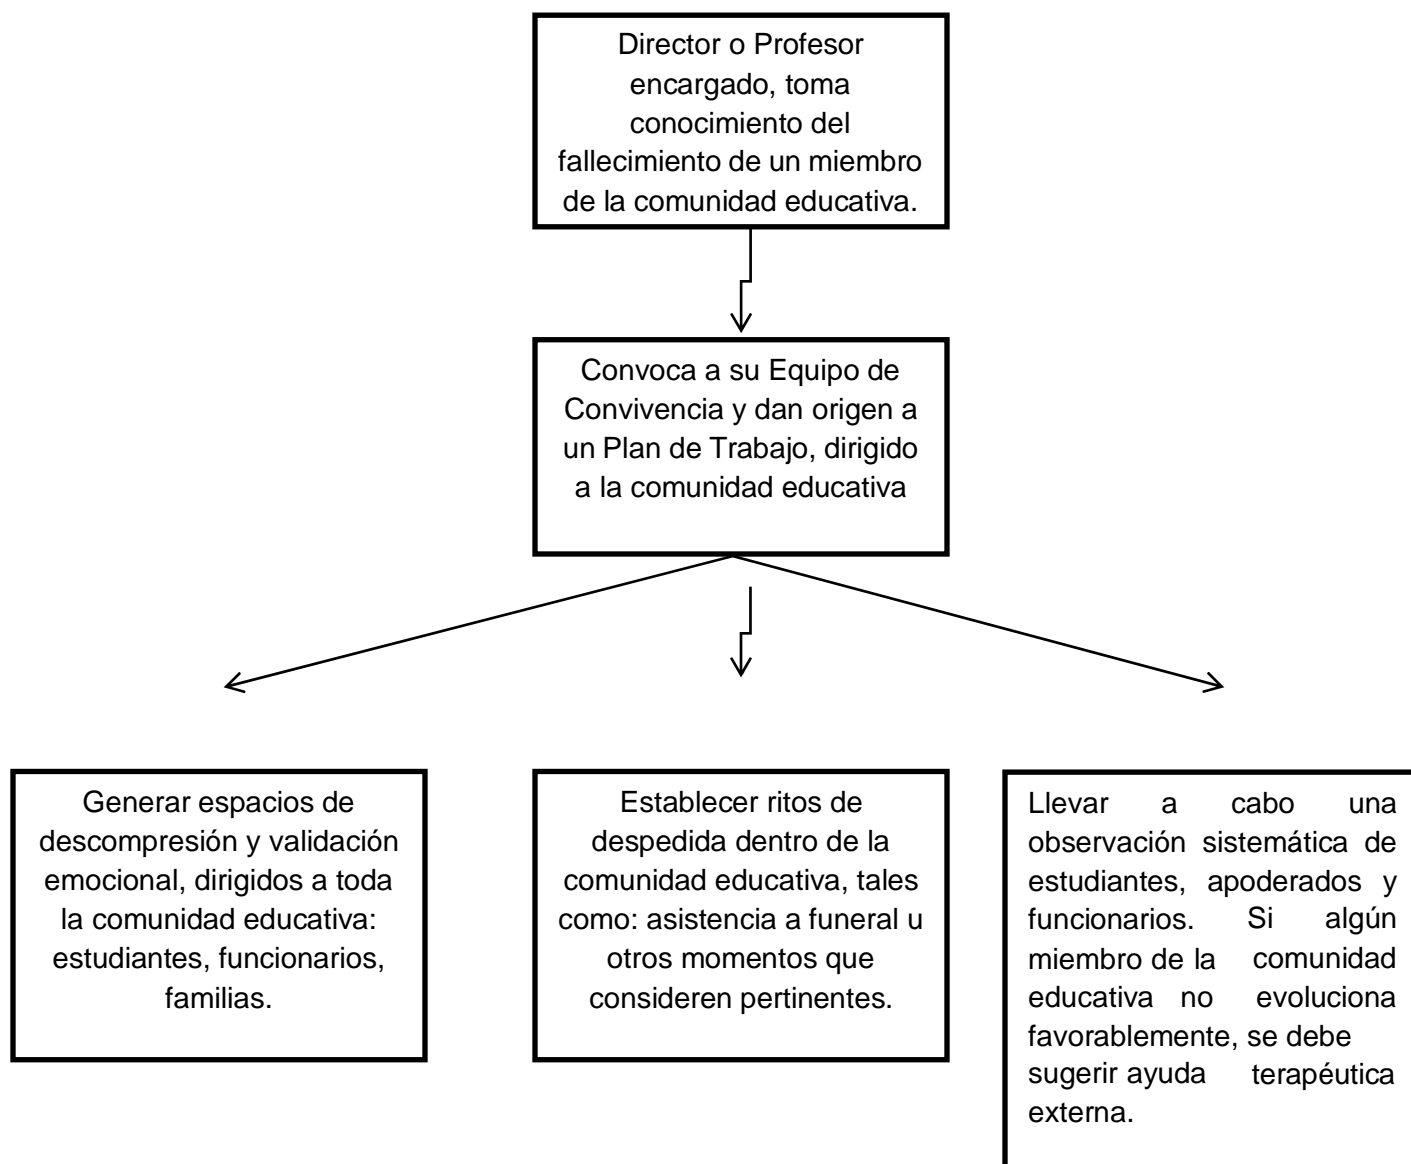 Director o Profesor
encargado, toma
conocimiento del
fallecimiento de un miembro
de la comunidad educativa.
Convoca a su Equipo de
Convivencia y dan origen a
un Plan de Trabajo, dirigido
a la comunidad educativa
Generar espacios de
descompresión y validación
emocional, dirigidos a toda
la comunidad educativa:
estudiantes, funcionarios,
familias.
Establecer ritos de
despedida dentro de la
comunidad educativa, tales
como: asistencia a funeral u
otros momentos que
consideren pertinentes.
Llevar a cabo una
observación sistemática de
estudiantes, apoderados y
funcionarios. Si algún
miembro de la comunidad
educativa no evoluciona
favorablemente, se debe
sugerir ayuda terapéutica
externa.